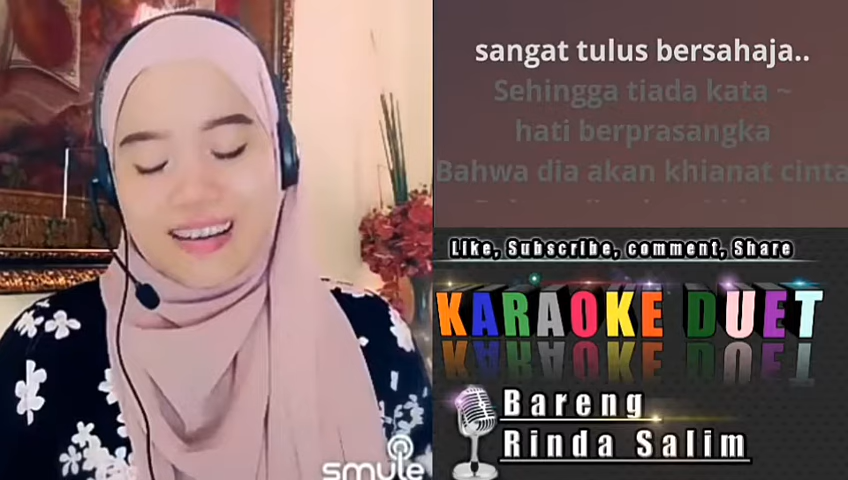 sangat tulus bersahaja..
Sehingga tiada kata ~
hati berprasangka
Bahwa dia akan khianat cinta
Like, Subscribe, comment, Share
KARAOKE DUET
Bareng
Rinda Salim
smule